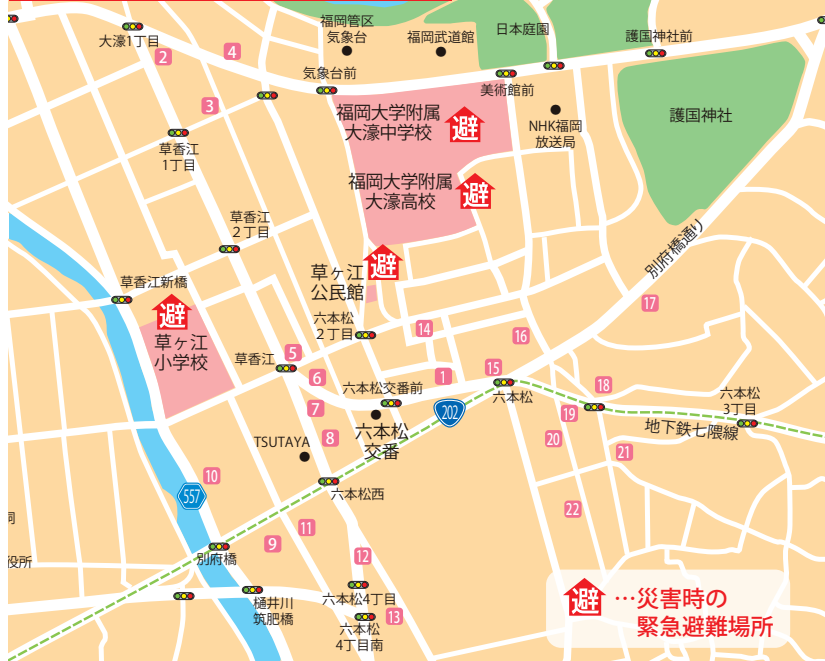 福岡管区
気象台
福岡武道館
日本庭園
護国神社前
大濠1丁目
2
4
気象台前
美術館前
3
福岡大学附属
大濠中学校
避
NHK福岡
放送局
護国神社
草香江
1丁目
福岡大学附属
大濠高校
避
草香江
2丁目
別府橋通り
草ヶ江
公民館
避
草香江新橋
避
草ヶ江
小学校
六本松
2丁目
14
16
17
草香江
5
6
1
15
六本松
18
六本松交番前
202
7
六本松
交番
19
六本松
3丁目
地下鉄七隈線
TSUTAYA
8
20
21
10
557
六本松西
22
11
9
別府橋
12
役所
樋井川
筑肥橋
六本松4丁目
13
六本松
4丁目南
避
…災害時の
緊急避難場所